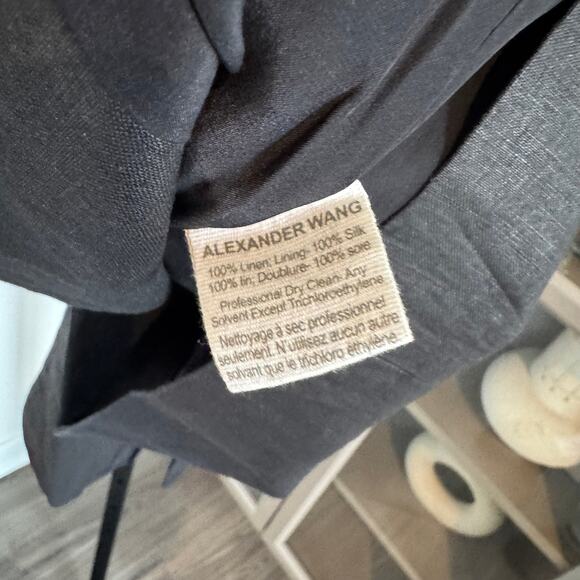 ALEXANDER WANG
100% Linen; Lining- 100% Silk
100% lin; Doublure- 100% soie
Professional Dry Clean; Any
Solvent Except Trichloroethylene
Nettoyage à sec professionnel
seulement. N'utilisez aucun autre
solvant que le trichloro éthylène